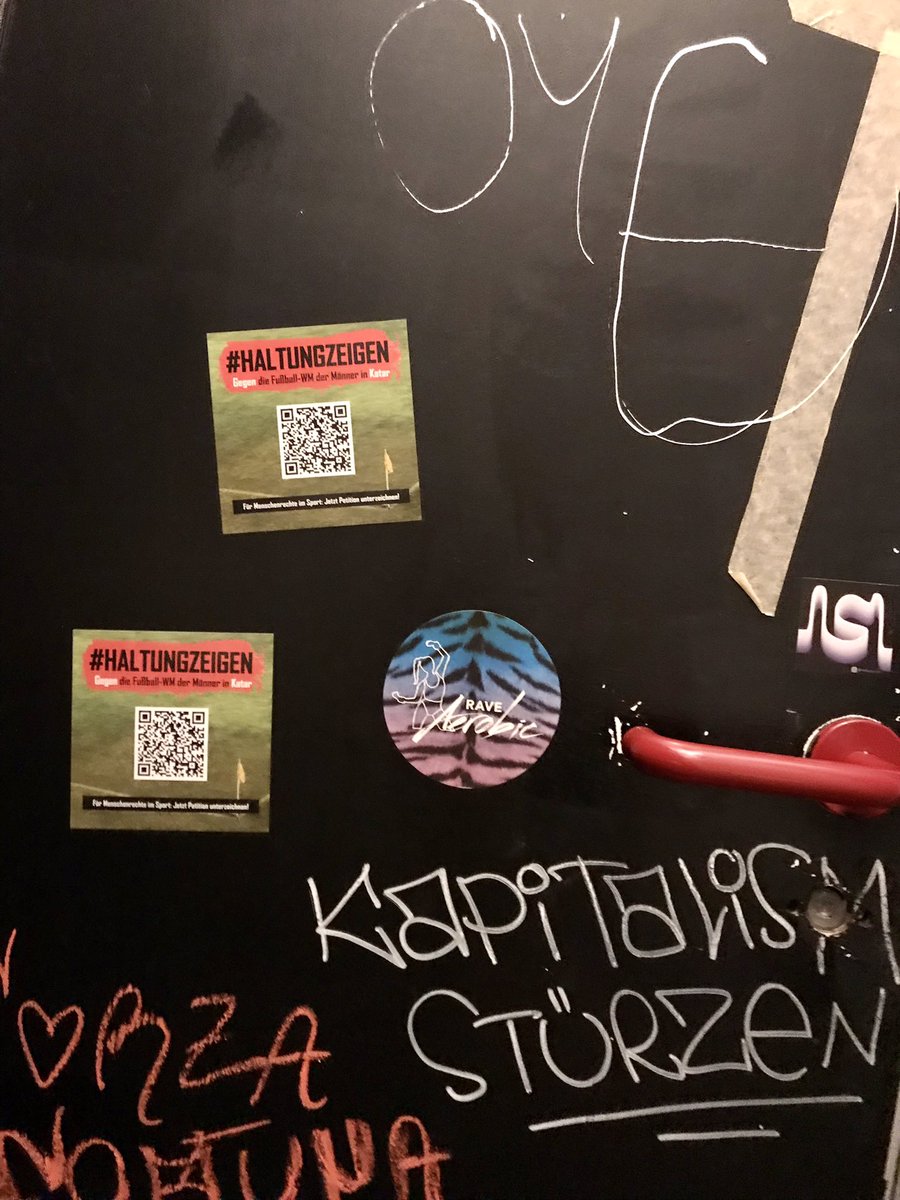 OYE
#HALTUNGZEIGEN
Gegen die Fußball-WM der Männer in Katar
Für Menschenrechte im Sport: Jetzt Petition unterzeichnen!
#HALTUNGZEIGEN
Gegen die Fußball-WM der Männer in Katar
Für Menschenrechte im Sport: Jetzt Petition unterzeichnen!
RAVE
Aerobic
KAPITALISM
STÜRZEN